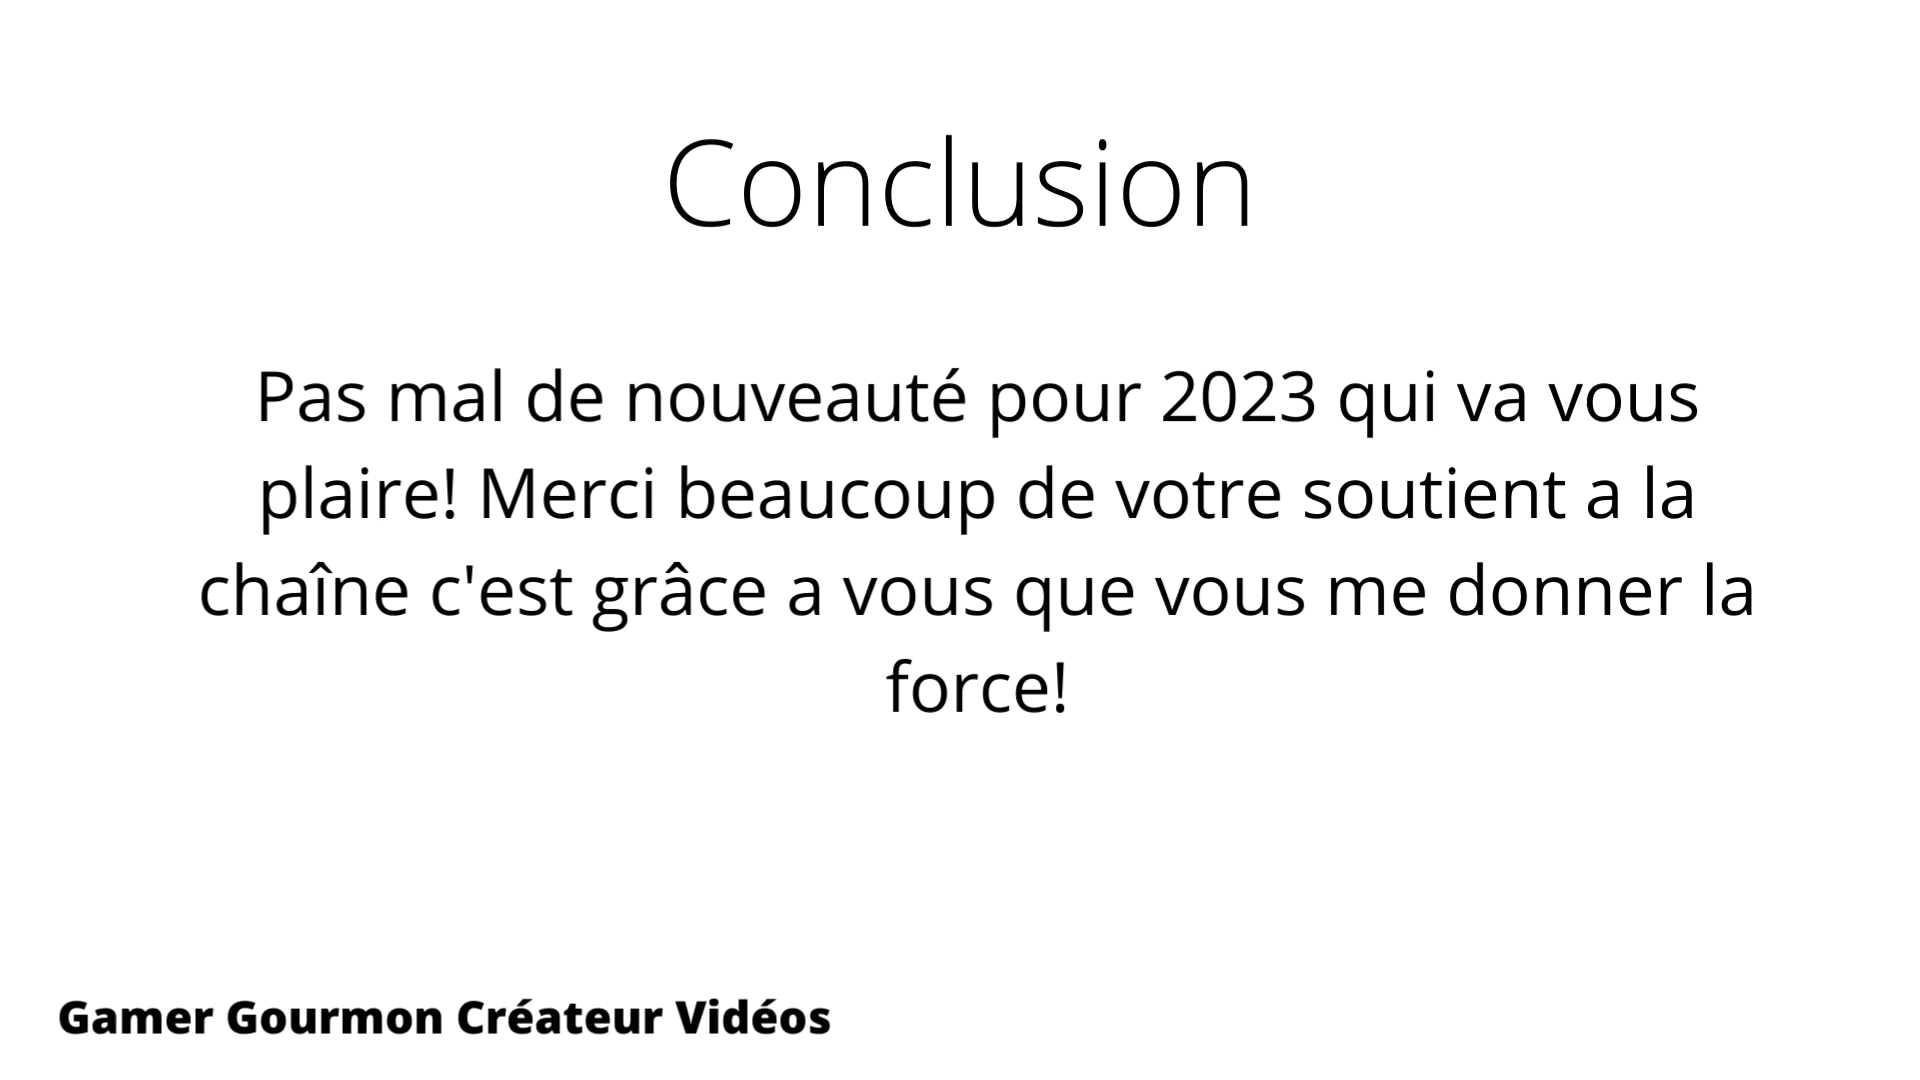 Conclusion
Pas mal de nouveauté pour 2023 qui va vous
plaire! Merci beaucoup de votre soutient a la
chaîne c'est grâce a vous que vous me donner la
force!
Gamer Gourmon Créateur Vidéos